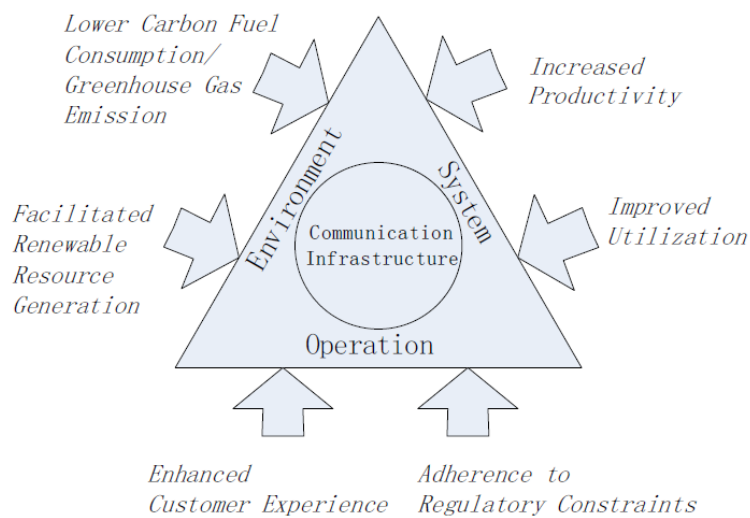 Lower Carbon Fuel
Consumption/
Greenhouse Gas
Emission
Increased
Productivity
Environment
System
Facilitated
Renewable
Resource
Generation
Communication
Infrastructure
Improved
Utilization
Operation
Enhanced
Customer Experience
Adherence to
Regulatory Constraints